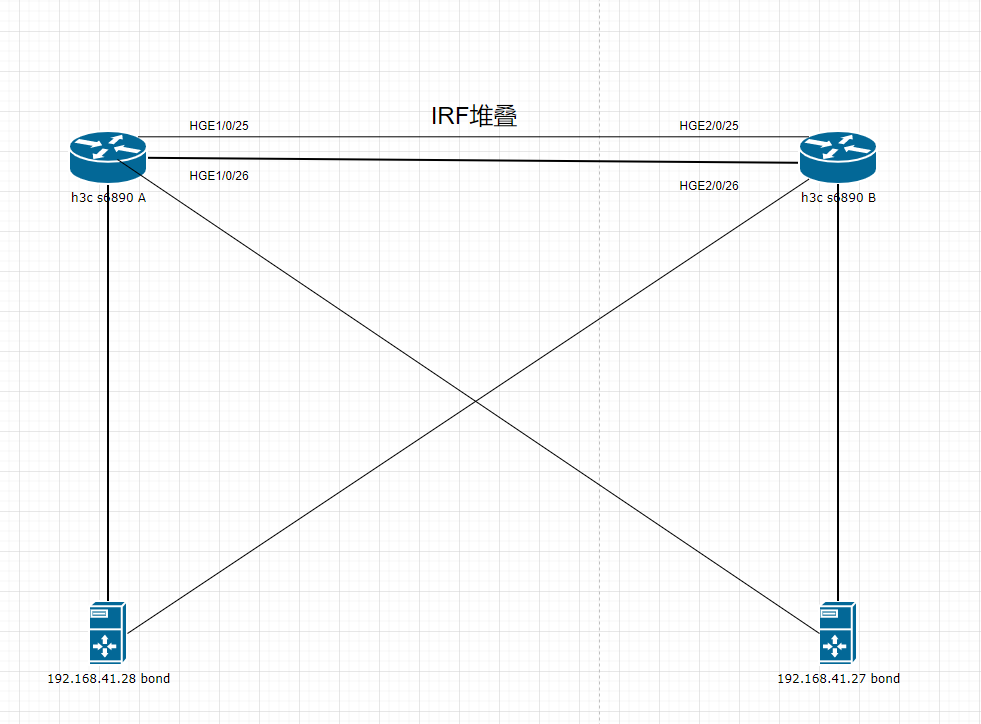 IRF堆叠
HGE1/0/25
HGE2/0/25
HGE1/0/26
HGE2/0/26
h3c s6890 A
h3c s6890 B
192.168.41.28 bond
192.168.41.27 bond